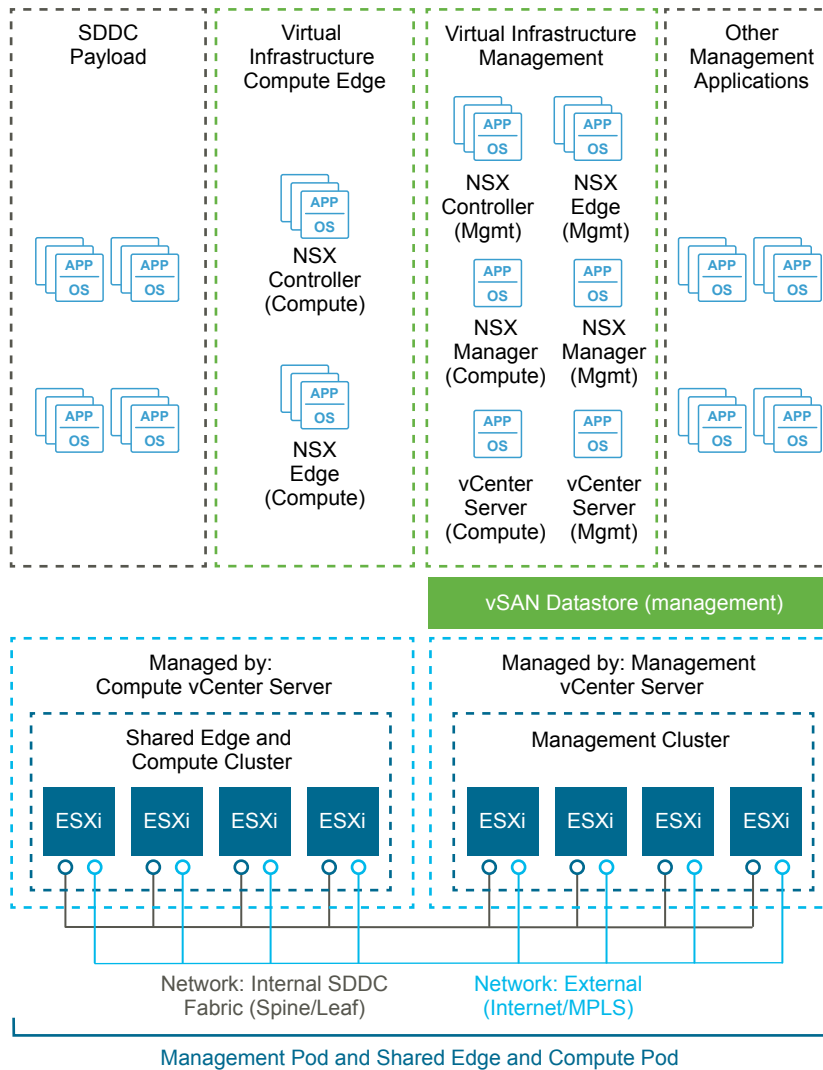 SDDC
Payload
Virtual
Infrastructure
Compute Edge
Virtual Infrastructure
Management
Other
Management
Applications
APP
OS
APP
OS
APP
OS
APP
OS
APP
OS
NSX
Controller
(Compute)
APP
OS
NSX
Edge
(Compute)
APP
OS
NSX
Controller
(Mgmt)
APP
OS
NSX
Edge
(Mgmt)
APP
OS
NSX
Manager
(Compute)
APP
OS
NSX
Manager
(Mgmt)
APP
OS
vCenter
Server
(Compute)
APP
OS
vCenter
Server
(Mgmt)
APP
OS
APP
OS
APP
OS
APP
OS
vSAN Datastore (management)
Managed by:
Compute vCenter Server
Shared Edge and
Compute Cluster
ESXi
ESXi
ESXi
ESXi
Managed by: Management
vCenter Server
Management Cluster
ESXi
ESXi
ESXi
ESXi
Network: Internal SDDC
Fabric (Spine/Leaf)
Network: External
(Internet/MPLS)
Management Pod and Shared Edge and Compute Pod